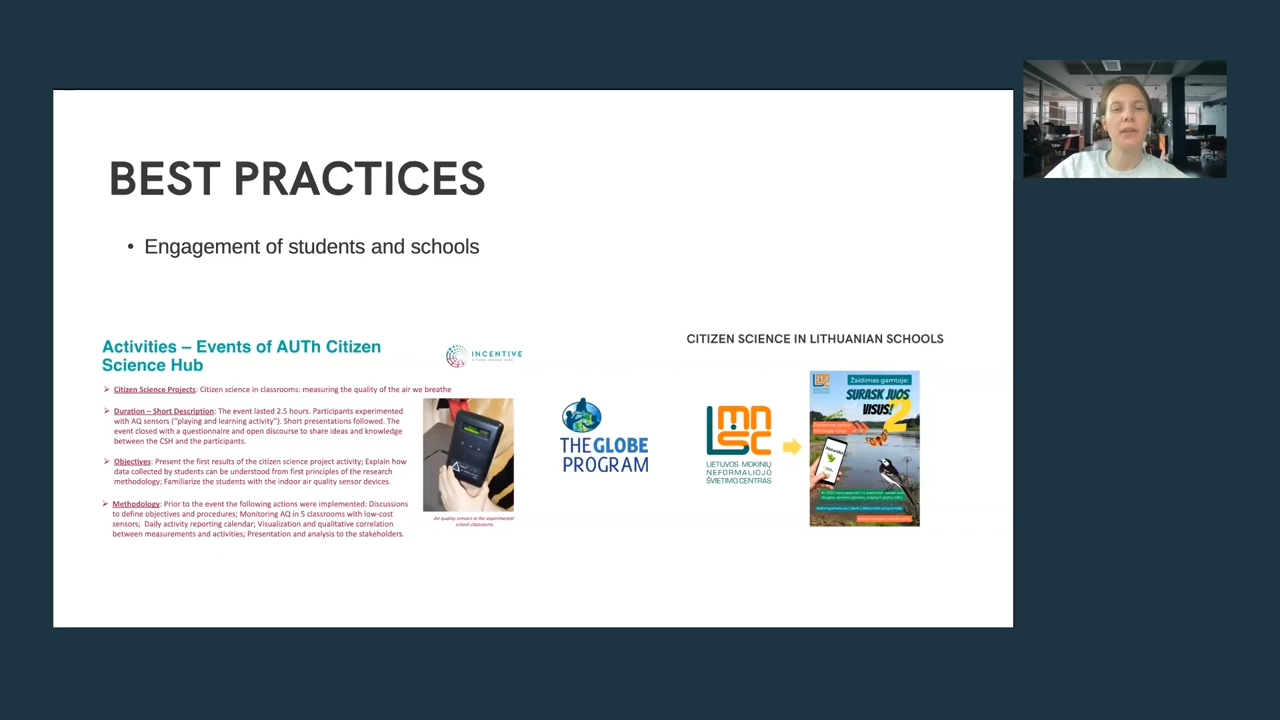 BEST PRACTICES
• Engagement of students and schools
Activities – Events of AUTh Citizen
Science Hub
INCENTIVE
➢ Citizen Science Projects: Citizen science in classrooms: measuring the quality of the air we breathe
➢ Duration – Short Description: The event lasted 2.5 hours. Participants experimented
with AQ sensors ("playing and learning activity"). Short presentations followed. The
event closed with a questionnaire and open discourse to share ideas and knowledge
between the CSH and the participants.
➢ Objectives: Present the first results of the citizen science project activity; Explain how
data collected by students can be understood from first principles of the research
methodology; Familiarize the students with the indoor air quality sensor devices.
➢ Methodology: Prior to the event the following actions were implemented: Discussions
to define objectives and procedures; Monitoring AQ in 5 classrooms with low-cost
sensors; Daily activity reporting calendar; Visualization and qualitative correlation
between measurements and activities; Presentation and analysis to the stakeholders.
Air quality sensors in the experimental
school classrooms
THE GLOBE
PROGRAM
CITIZEN SCIENCE IN LITHUANIAN SCHOOLS
LMNŠC
LIETUVOS MOKINIŲ
NEFORMALIOJO
ŠVIETIMO CENTRAS
Žaidimas gamtoje:
SURASK JUOS
VISUS!
2